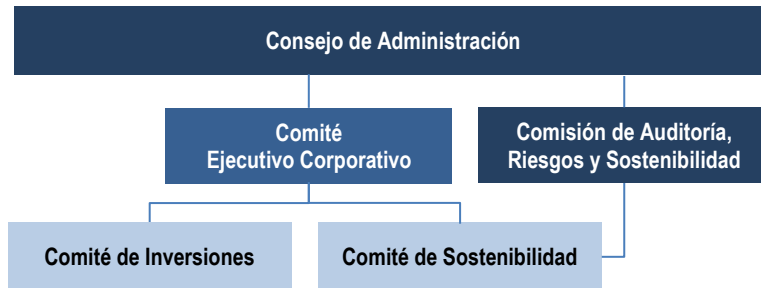 Consejo de Administración
Comité
Ejecutivo Corporativo
Comisión de Auditoría,
Riesgos y Sostenibilidad
Comité de Inversiones
Comité de Sostenibilidad